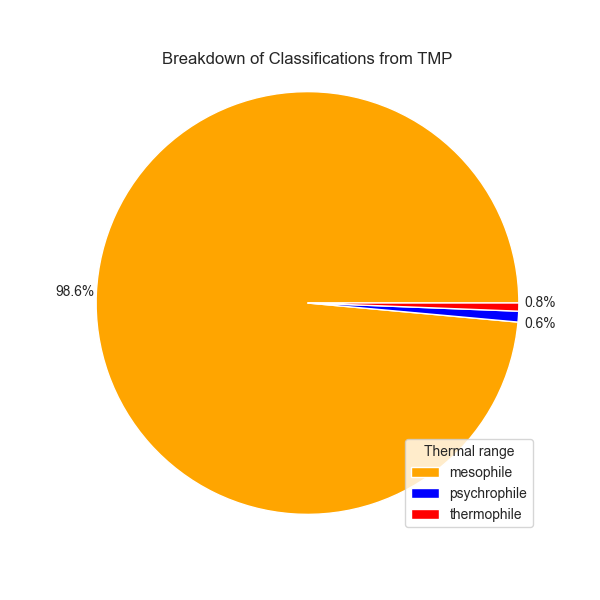 Breakdown of Classifications from TMP
98.6%
0.8%
0.6%
Thermal range
mesophile
psychrophile
thermophile